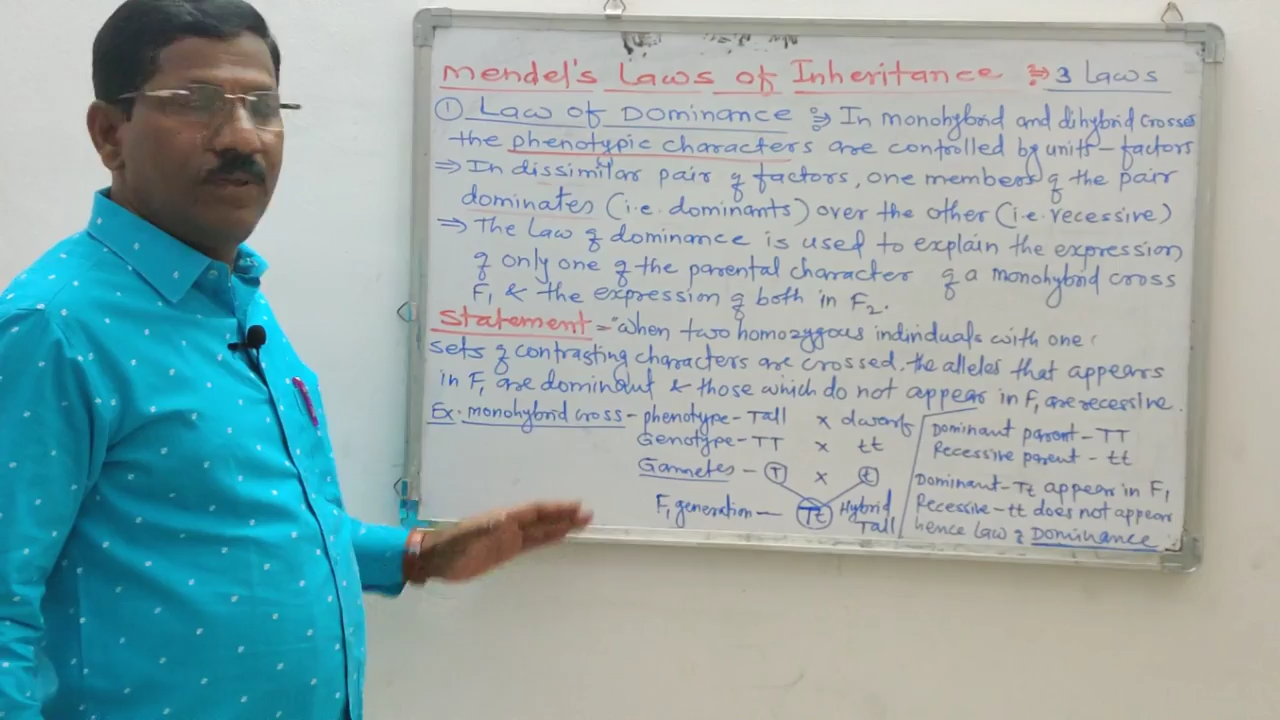 Mendel's Laws of Inheritance ⇒ 3 Laws
① Law of Dominance ⇒ In monohybrid and dihybrid crosses
the phenotypic characters are controlled by units-factors
⇒ In dissimilar pair of factors, one members of the pair
dominates (i.e. dominants) over the other (i.e. recessive)
⇒ The Law of dominance is used to explain the expression
of only one of the parental character of a monohybrid cross
F₁ & the expression of both in F₂.
Statement = "When two homozygous individuals with one
sets of contrasting characters are crossed. the alleles that appears
in F₁ are dominant & those which do not appear in F₁ are recessive.
Ex. monohybrid cross - phenotype - Tall x dwarf
Genotype - TT x tt
Gametes - T x t
F₁ generation — Tt Hybrid
Tall
Dominant parent - TT
Recessive parent - tt
Dominant - Tt appear in F₁
Recessive - tt does not appear
hence Law of Dominance